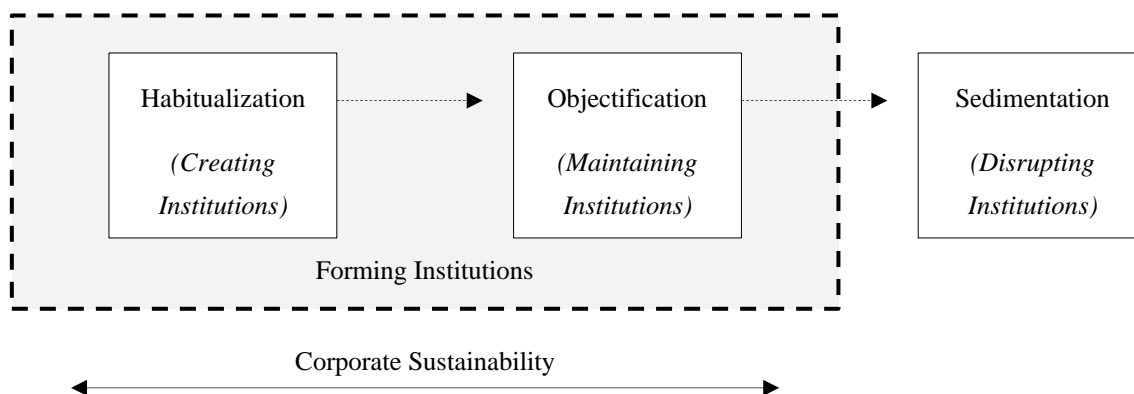 Habitualization
(Creating
Institutions)
Objectification
(Maintaining
Institutions)
Sedimentation
(Disrupting
Institutions)
Forming Institutions
Corporate Sustainability